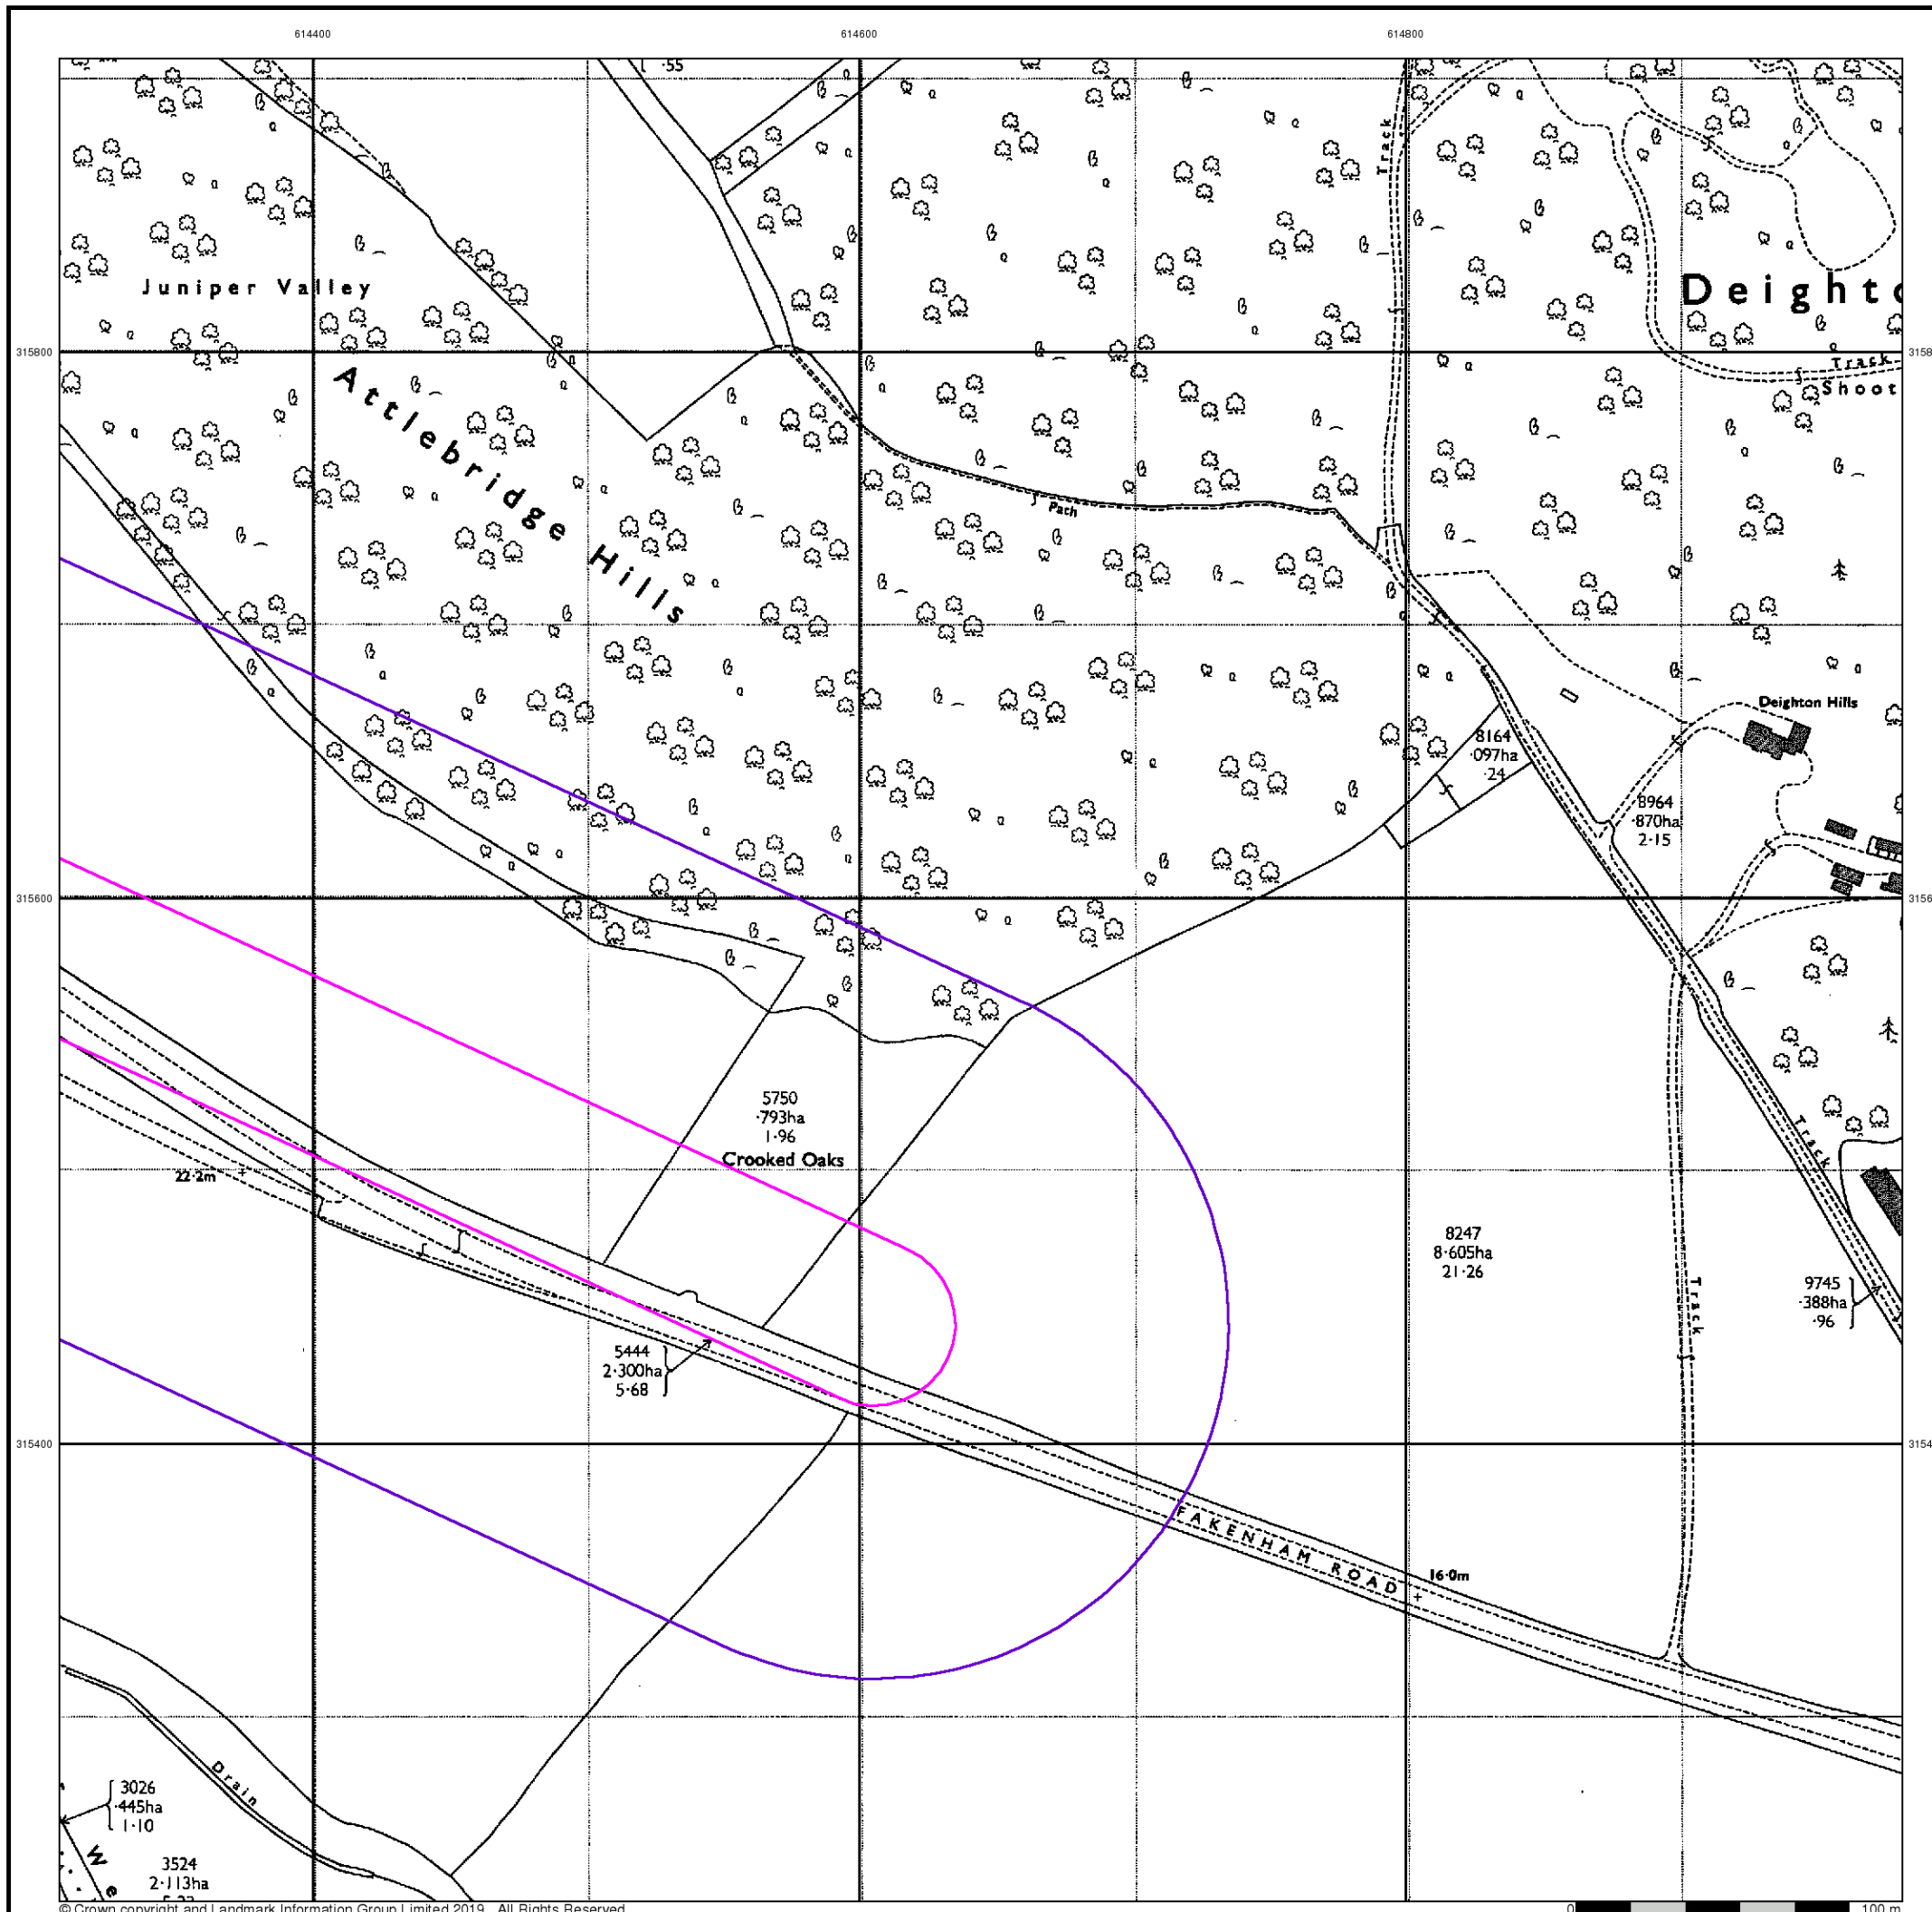 614400
614600
614800
·55
Track
Juniper Valley
315800
Attlebridge Hills
Track
Shoot
Path
Deighton Hills
8164
·097ha
·24
8964
·870ha
2·15
315600
5750
·793ha
1·96
Crooked Oaks
22·2m
Track
8247
8·605ha
21·26
Track
9745
·388ha
·96
5444
2·300ha
5·68
315400
FAKENHAM ROAD
16·0m
Drain
3026
·445ha
1·10
3524
2·113ha
© Crown copyright and Landmark Information Group Limited 2019. All Rights Reserved.
0
100 m